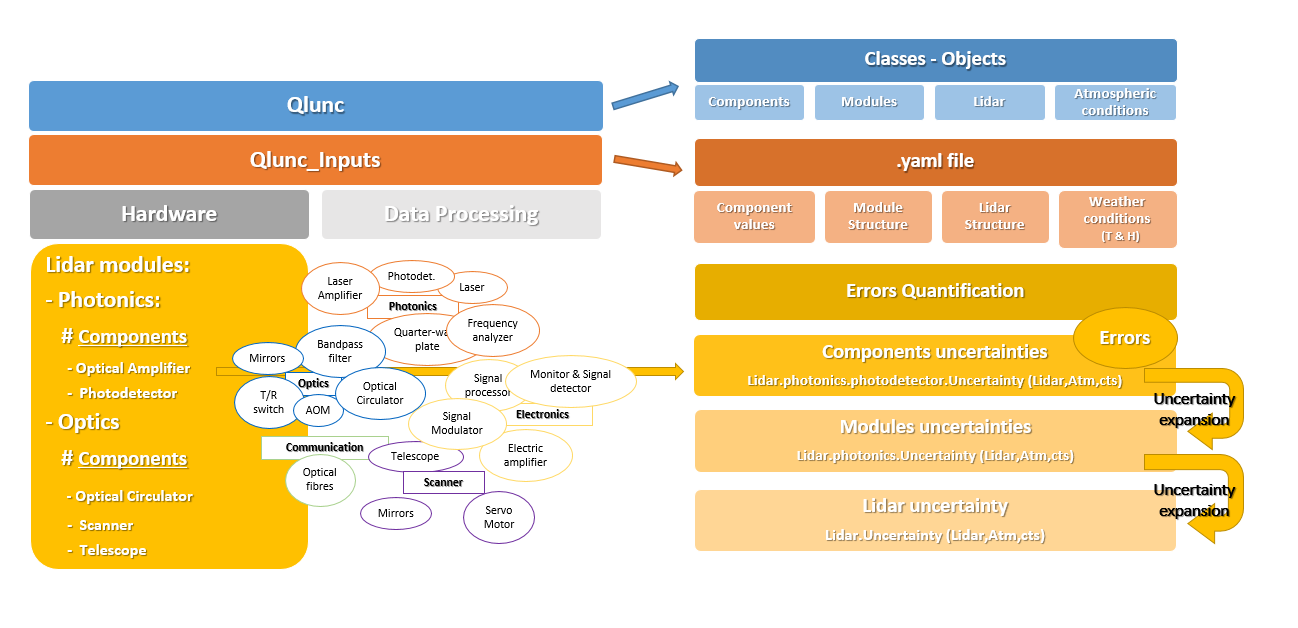 Qlunc
Qlunc_Inputs
Hardware
Data Processing
Lidar modules:
- Photonics:
# Components
- Optical Amplifier
- Photodetector
- Optics
# Components
- Optical Circulator
- Scanner
- Telescope
Laser
Amplifier
Photodet.
Laser
Photonics
Quarter-wa
plate
Frequency
analyzer
Mirrors
Bandpass
filter
Optics
T/R
switch
AOM
Optical
Circulator
Signal
processor
Monitor & Signal
detector
Electronics
Signal
Modulator
Electric
amplifier
Communication
Optical
fibres
Telescope
Scanner
Mirrors
Servo
Motor
Classes - Objects
Components
Modules
Lidar
Atmospheric
conditions
.yaml file
Component
values
Module
Structure
Lidar
Structure
Weather
conditions
(T & H)
Errors Quantification
Errors
Components uncertainties
Lidar.photonics.photodetector.Uncertainty (Lidar,Atm,cts)
Uncertainty
expansion
Modules uncertainties
Lidar.photonics.Uncertainty (Lidar,Atm,cts)
Uncertainty
expansion
Lidar uncertainty
Lidar.Uncertainty (Lidar,Atm,cts)